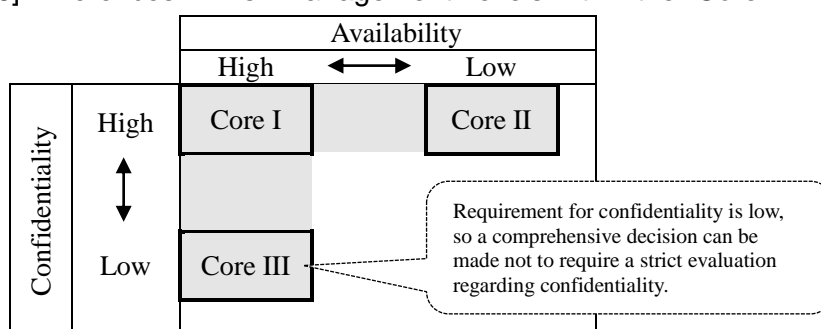 Availability
High Low
Confidentiality
High Core I Core II
Low Core III
Requirement for confidentiality is low,
so a comprehensive decision can be
made not to require a strict evaluation
regarding confidentiality.